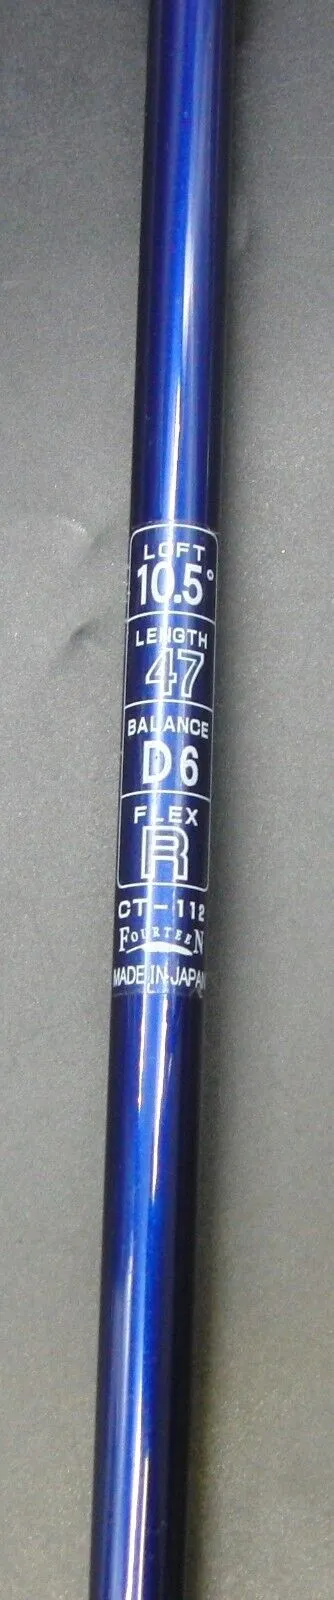 LOFT
10.5°
LENGTH
47
BALANCE
D6
FLEX
R
CT-112
FOURTEEN
MADE IN JAPAN